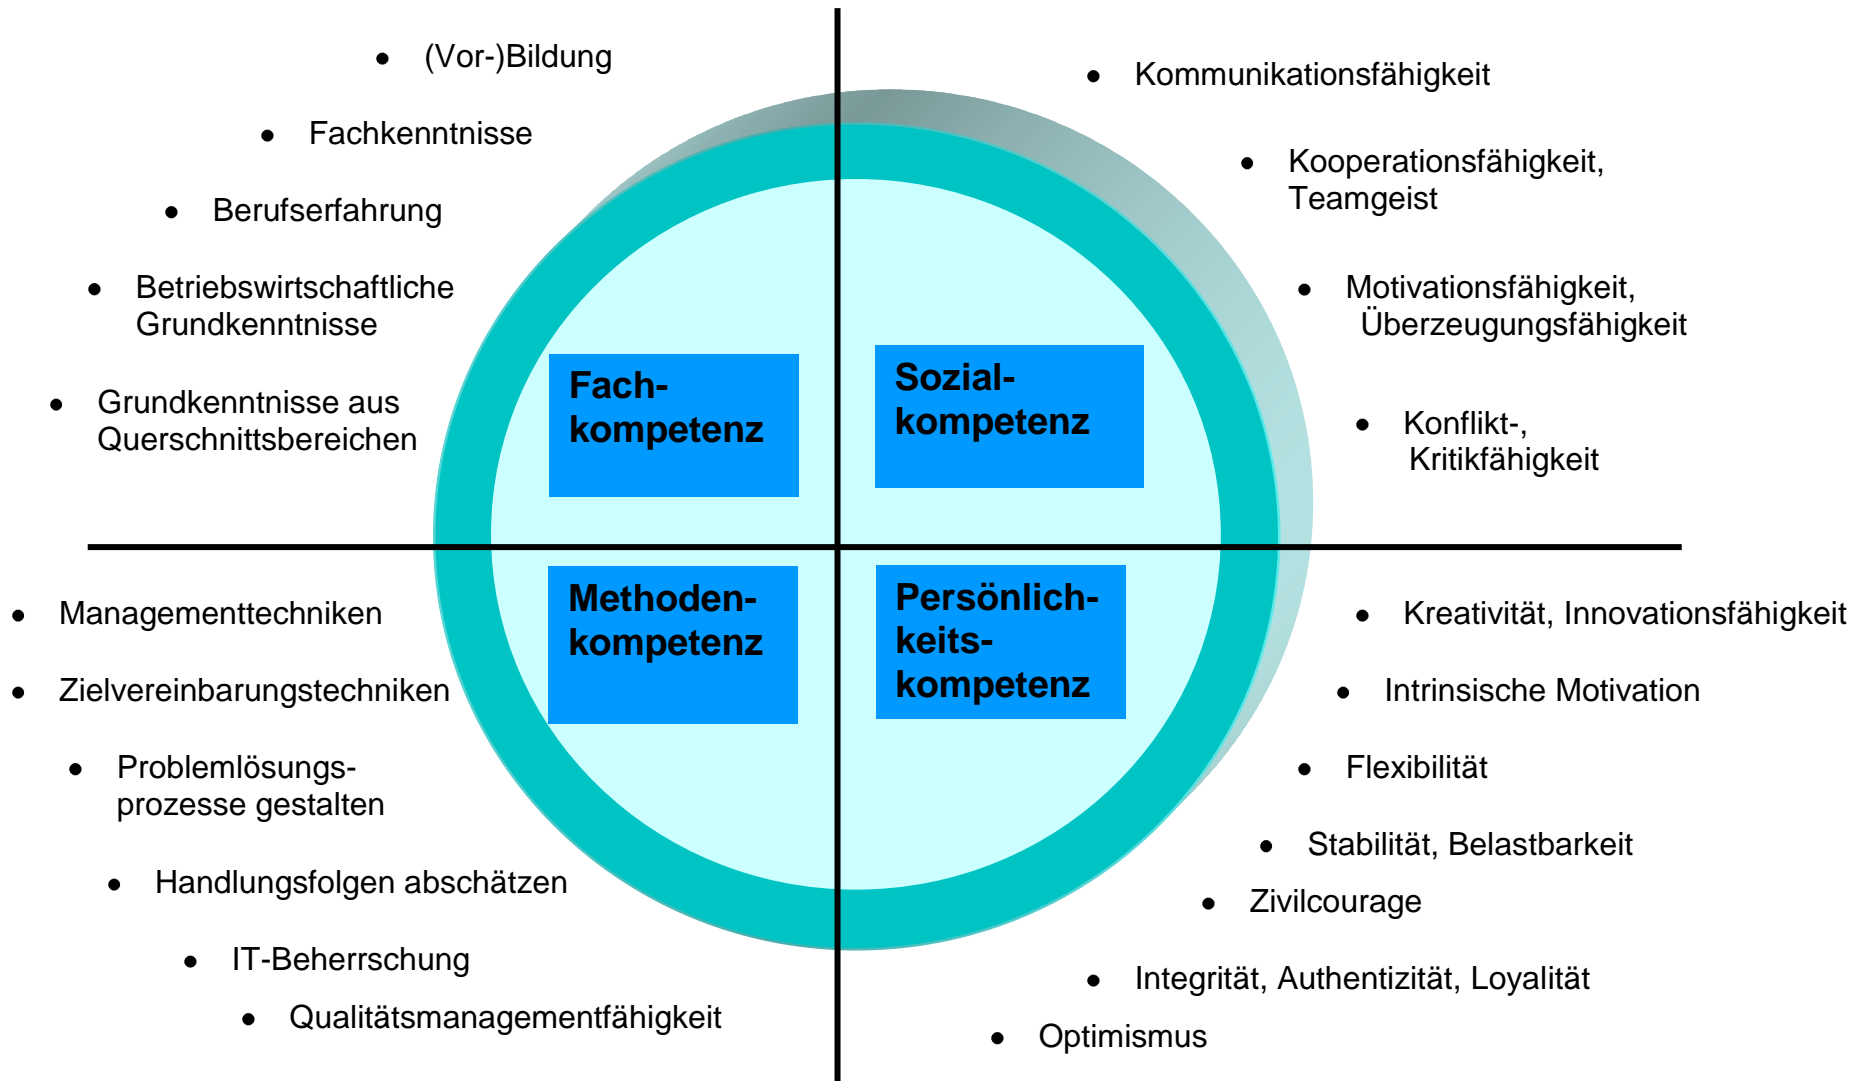 (Vor-)Bildung
Fachkenntnisse
Berufserfahrung
Betriebswirtschaftliche
Grundkenntnisse
Grundkenntnisse aus
Querschnittsbereichen
Fach-
kompetenz
Kommunikationsfähigkeit
Kooperationsfähigkeit,
Teamgeist
Motivationsfähigkeit,
Überzeugungsfähigkeit
Konflikt-,
Kritikfähigkeit
Sozial-
kompetenz
Managementtechniken
Zielvereinbarungstechniken
Problemlösungs-
prozesse gestalten
Handlungsfolgen abschätzen
IT-Beherrschung
Qualitätsmanagementfähigkeit
Methoden-
kompetenz
Persönlich-
keits-
kompetenz
Kreativität, Innovationsfähigkeit
Intrinsische Motivation
Flexibilität
Stabilität, Belastbarkeit
Zivilcourage
Integrität, Authentizität, Loyalität
Optimismus